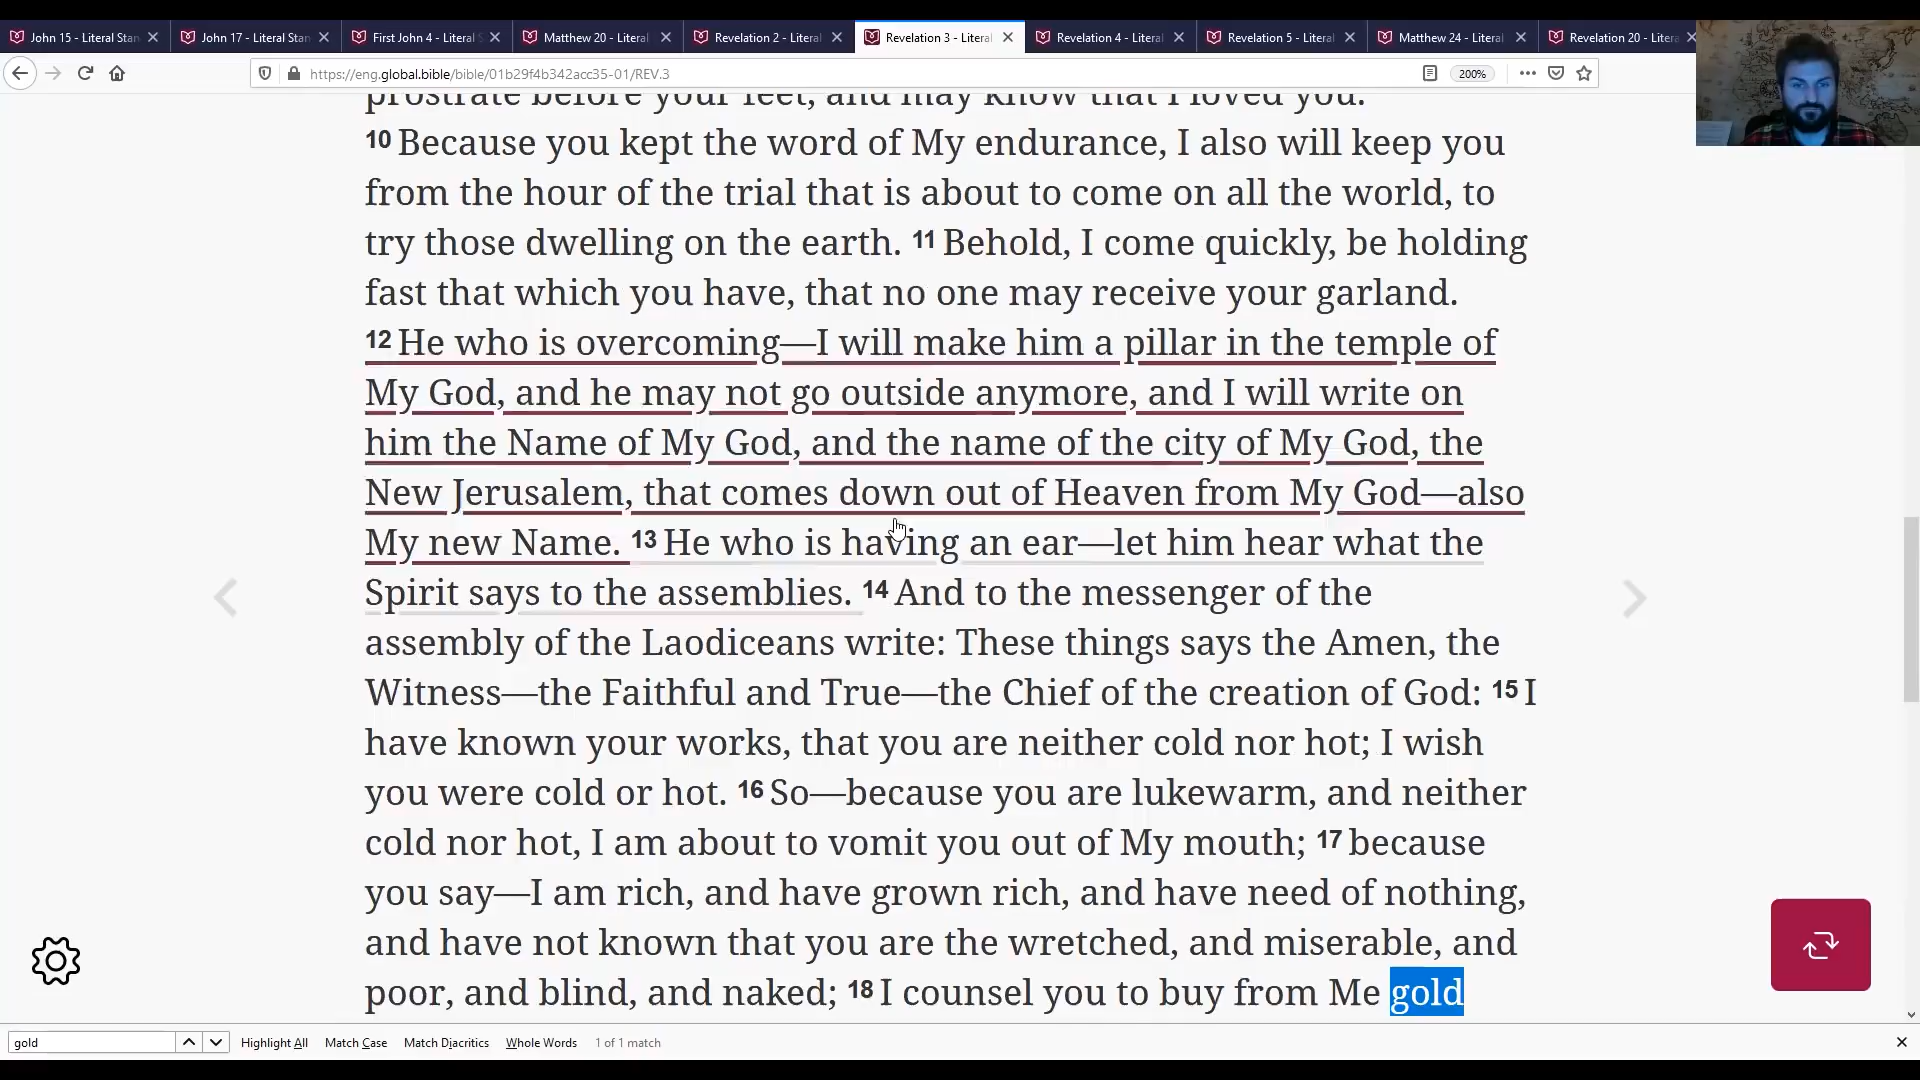 John 15 - Literal Stan
John 17 - Literal Stan
First John 4 - Literal S
Matthew 20 - Literal
Revelation 2 - Literal
Revelation 3 - Literal
Revelation 4 - Literal
Revelation 5 - Literal
Matthew 24 - Literal
Revelation 20 - Litera
https://eng.global.bible/bible/01b29f4b342acc35-01/REV.3
200%
prostrate before your feet, and may know that I loved you.
10 Because you kept the word of My endurance, I also will keep you
from the hour of the trial that is about to come on all the world, to
try those dwelling on the earth. 11 Behold, I come quickly, be holding
fast that which you have, that no one may receive your garland.
12 He who is overcoming—I will make him a pillar in the temple of
My God, and he may not go outside anymore, and I will write on
him the Name of My God, and the name of the city of My God, the
New Jerusalem, that comes down out of Heaven from My God—also
My new Name. 13 He who is having an ear—let him hear what the
Spirit says to the assemblies. 14 And to the messenger of the
assembly of the Laodiceans write: These things says the Amen, the
Witness—the Faithful and True—the Chief of the creation of God: 15 I
have known your works, that you are neither cold nor hot; I wish
you were cold or hot. 16 So—because you are lukewarm, and neither
cold nor hot, I am about to vomit you out of My mouth; 17 because
you say—I am rich, and have grown rich, and have need of nothing,
and have not known that you are the wretched, and miserable, and
poor, and blind, and naked; 18 I counsel you to buy from Me gold
gold
Highlight All
Match Case
Match Diacritics
Whole Words
1 of 1 match